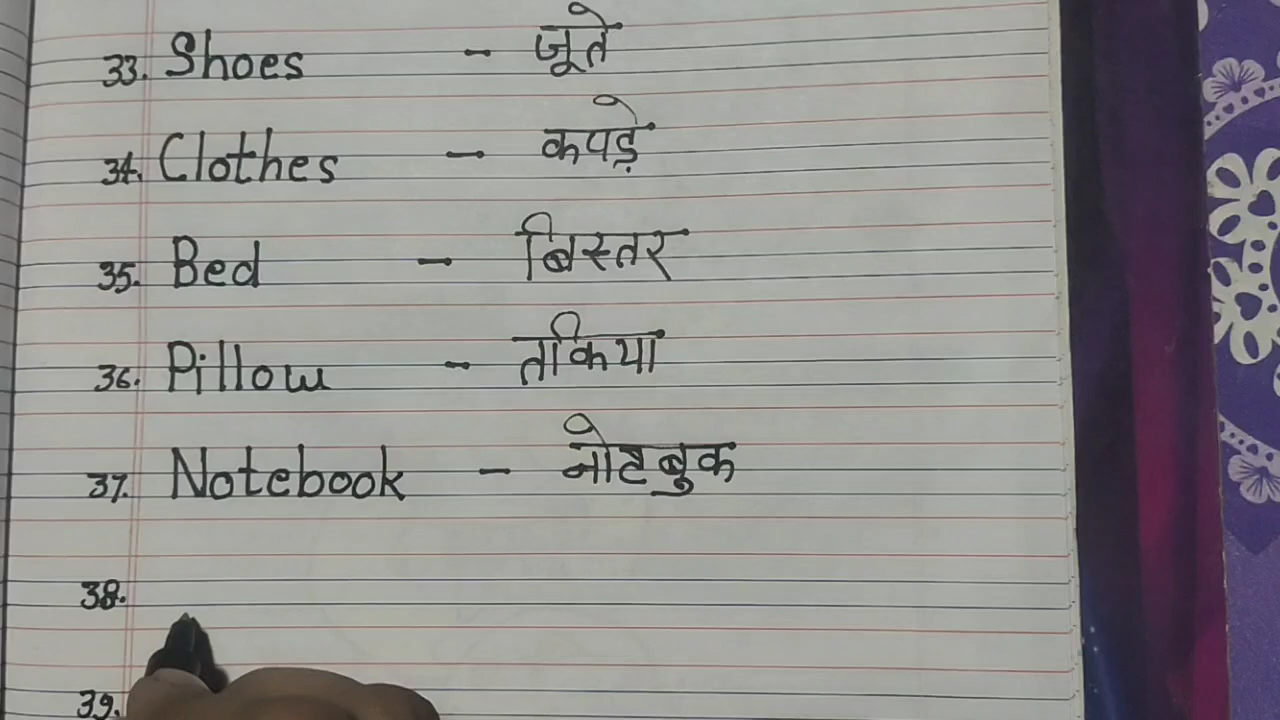 33. Shoes - जूते
34. Clothes - कपड़े
35. Bed - बिस्तर
36. Pillow - तकिया
37. Notebook - नोटबुक
38.
39.